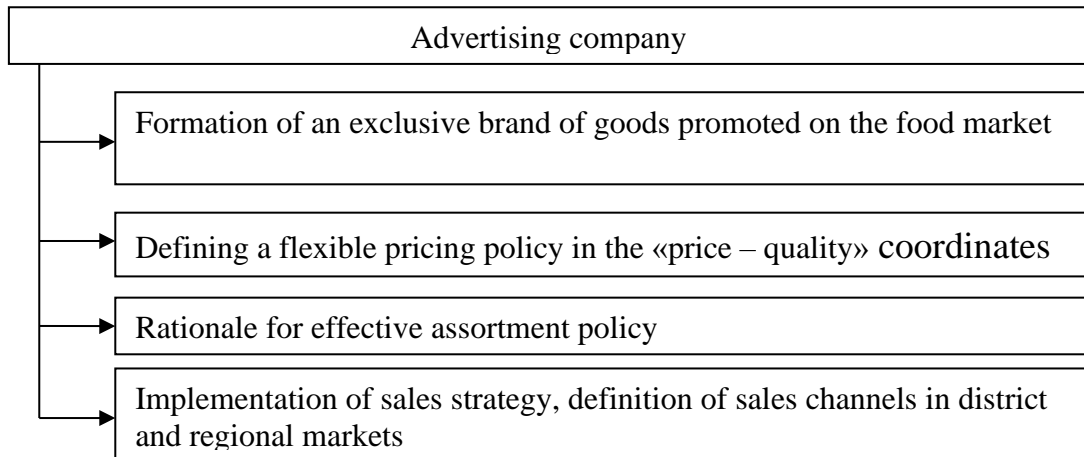 Advertising company
Formation of an exclusive brand of goods promoted on the food market
Defining a flexible pricing policy in the «price – quality» coordinates
Rationale for effective assortment policy
Implementation of sales strategy, definition of sales channels in district
and regional markets